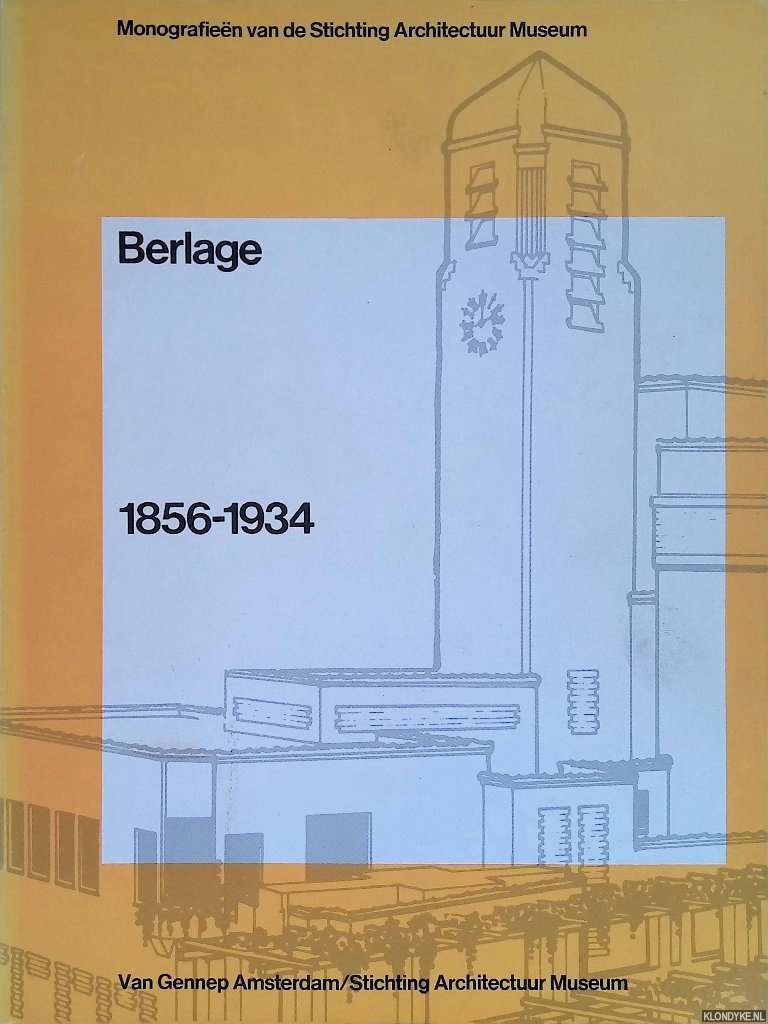 Monografieën van de Stichting Architectuur Museum
Berlage
1856-1934
Van Gennep Amsterdam/Stichting Architectuur Museum
KLONDYKE.NL